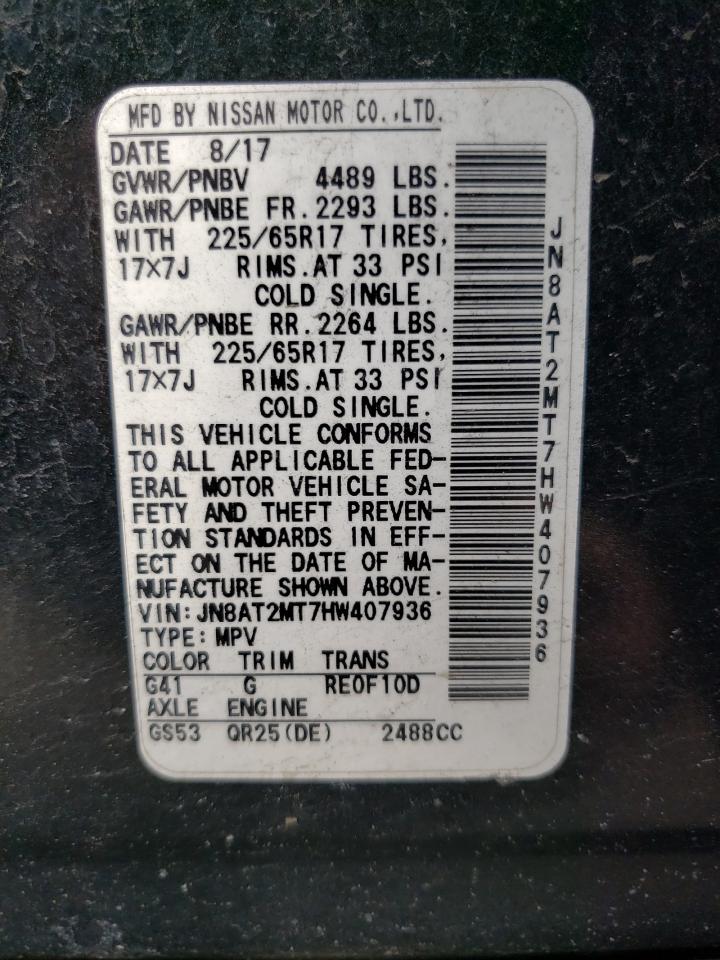 MFD BY NISSAN MOTOR CO.,LTD.
DATE 8/17
GVWR/PNBV 4489 LBS.
GAWR/PNBE FR.2293 LBS.
WITH 225/65R17 TIRES,
17×7J RIMS.AT 33 PSI
COLD SINGLE.
GAWR/PNBE RR.2264 LBS.
WITH 225/65R17 TIRES,
17×7J RIMS.AT 33 PSI
COLD SINGLE.
THIS VEHICLE CONFORMS
TO ALL APPLICABLE FED-
ERAL MOTOR VEHICLE SA-
FETY AND THEFT PREVEN-
TION STANDARDS IN EFF-
ECT ON THE DATE OF MA-
NUFACTURE SHOWN ABOVE.
VIN:JN8AT2MT7HW407936
TYPE:MPV
COLOR TRIM TRANS
G41 G RE0F10D
AXLE ENGINE
GS53 QR25(DE) 2488CC
JN8AT2MT7HW407936